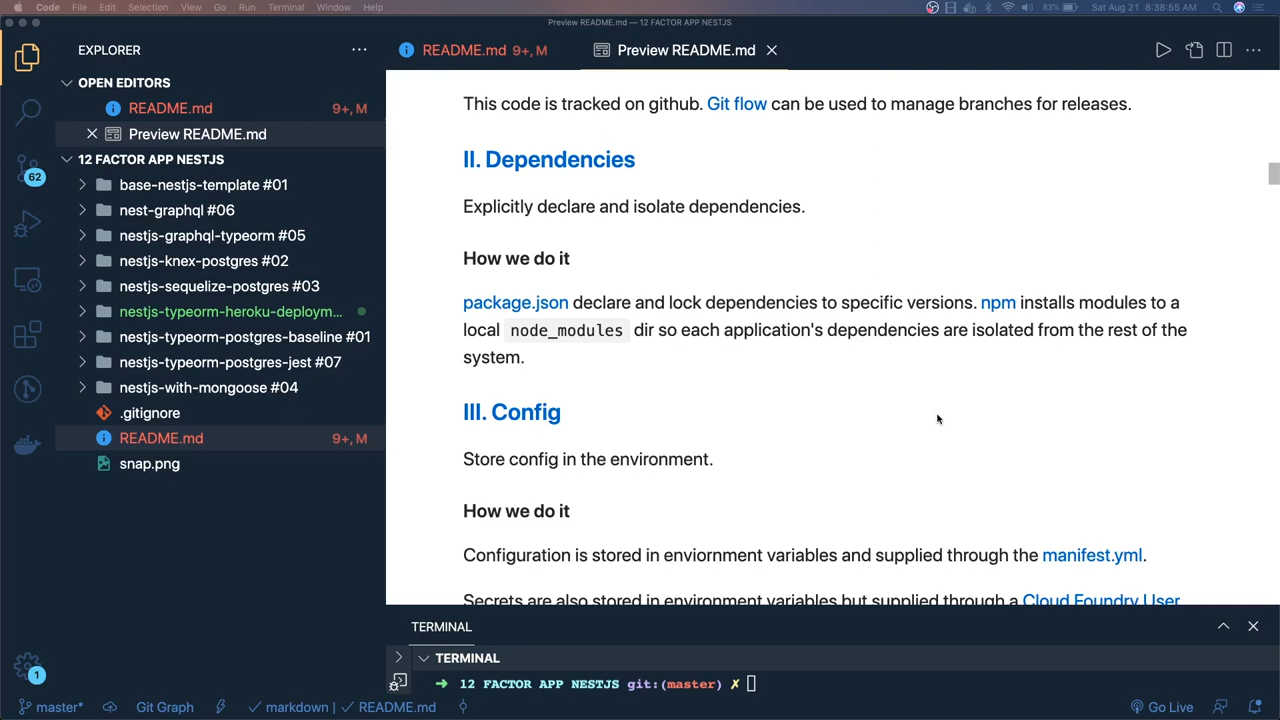 Code File Edit Selection View Go Run Terminal Window Help 83% Sat Aug 21 8:38:55 AM
Preview README.md — 12 FACTOR APP NESTJS
EXPLORER
README.md 9+, M
Preview README.md
OPEN EDITORS
README.md 9+, M
Preview README.md
12 FACTOR APP NESTJS
base-nestjs-template #01
nest-graphql #06
nestjs-graphql-typeorm #05
nestjs-knex-postgres #02
nestjs-sequelize-postgres #03
nestjs-typeorm-heroku-deploym...
nestjs-typeorm-postgres-baseline #01
nestjs-typeorm-postgres-jest #07
nestjs-with-mongoose #04
.gitignore
README.md 9+, M
snap.png
62
1
This code is tracked on github. Git flow can be used to manage branches for releases.
II. Dependencies
Explicitly declare and isolate dependencies.
How we do it
package.json declare and lock dependencies to specific versions. npm installs modules to a
local node_modules dir so each application's dependencies are isolated from the rest of the
system.
III. Config
Store config in the environment.
How we do it
Configuration is stored in enviornment variables and supplied through the manifest.yml.
Secrets are also stored in environment variables but supplied through a Cloud Foundry User
TERMINAL
TERMINAL
➜ 12 FACTOR APP NESTJS git:(master) ✗
master* Git Graph markdown | README.md Go Live